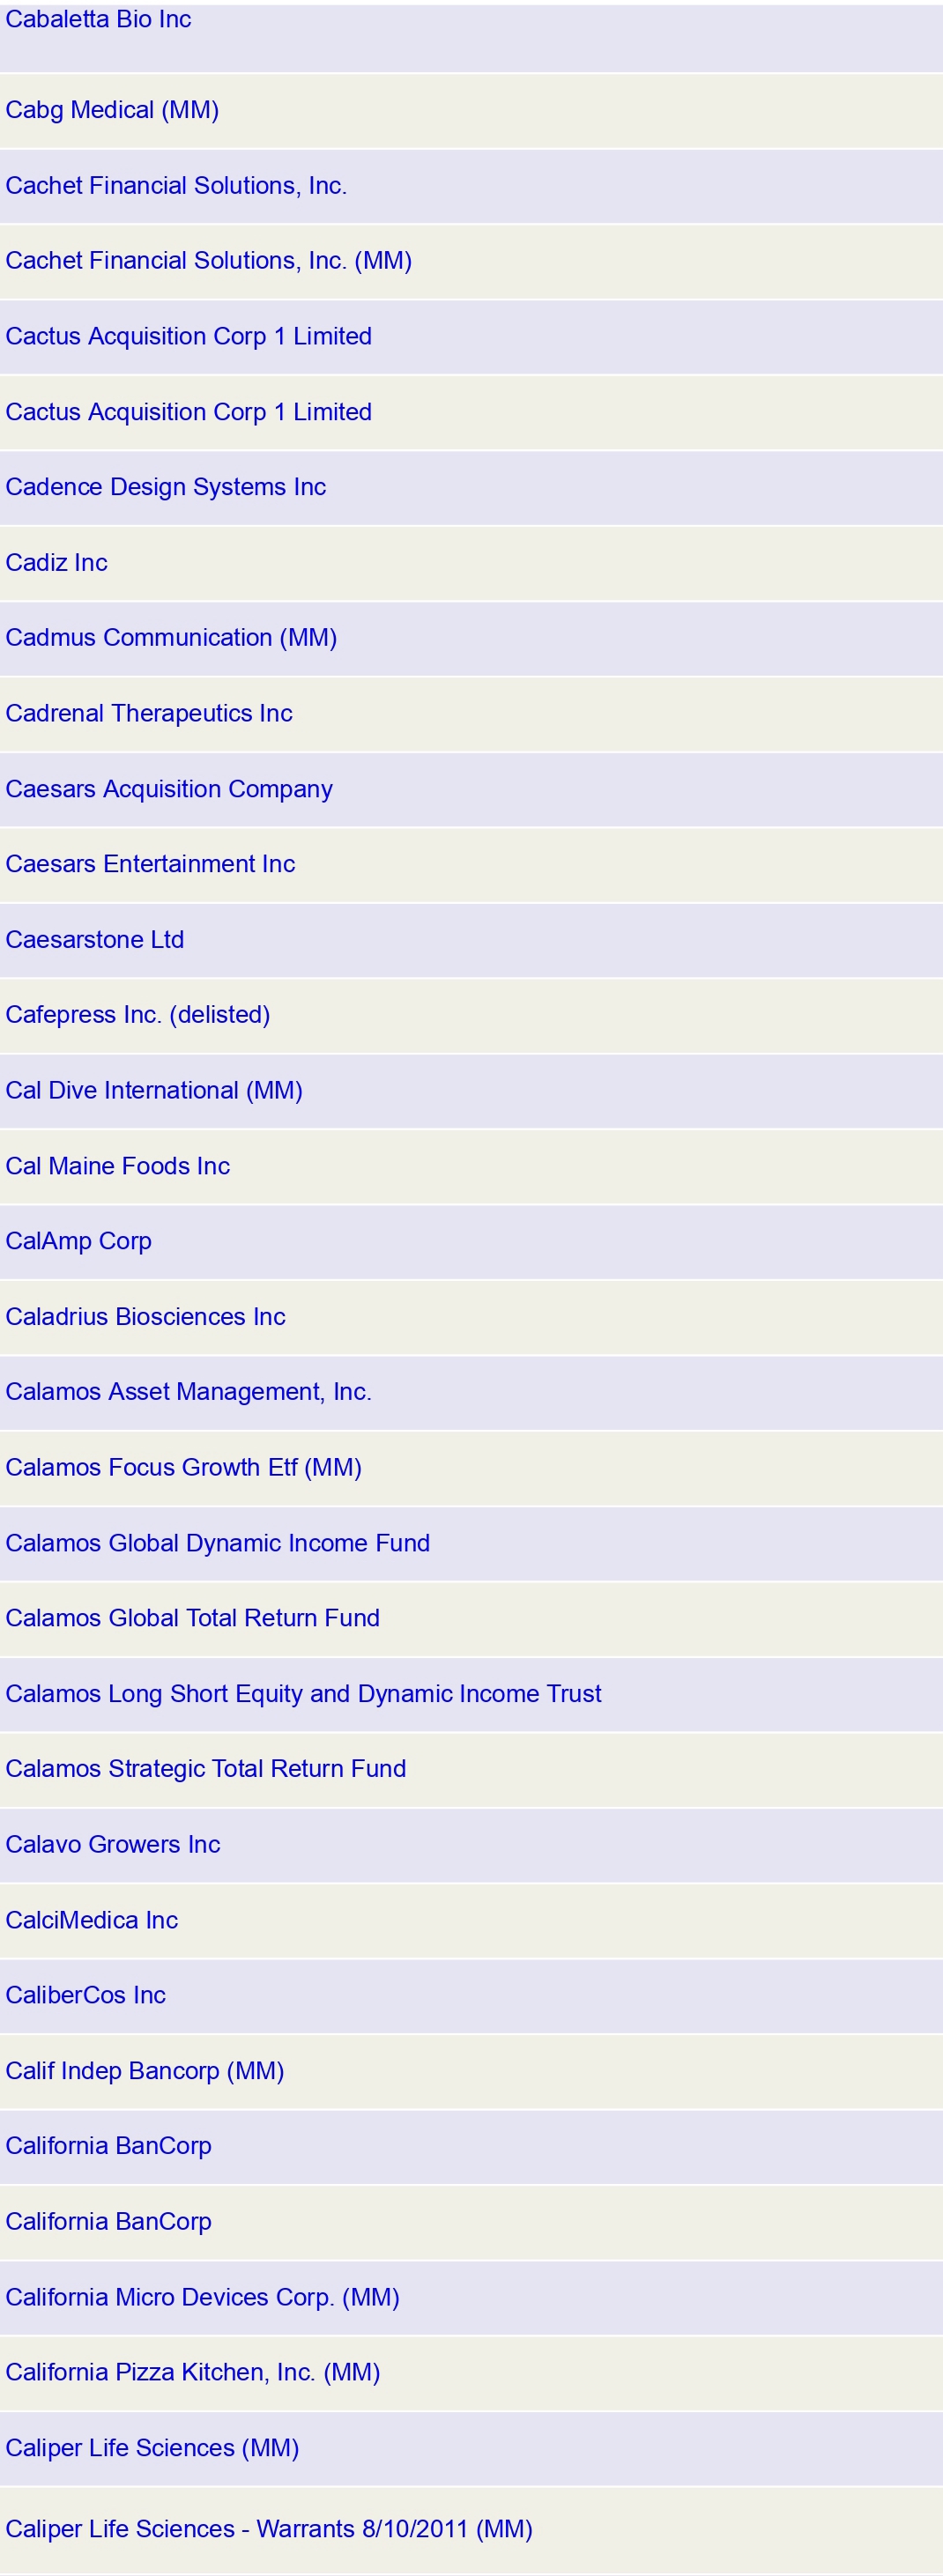 Cabaletta Bio Inc
Cabg Medical (MM)
Cachet Financial Solutions, Inc.
Cachet Financial Solutions, Inc. (MM)
Cactus Acquisition Corp 1 Limited
Cactus Acquisition Corp 1 Limited
Cadence Design Systems Inc
Cadiz Inc
Cadmus Communication (MM)
Cadrenal Therapeutics Inc
Caesars Acquisition Company
Caesars Entertainment Inc
Caesarstone Ltd
Cafepress Inc. (delisted)
Cal Dive International (MM)
Cal Maine Foods Inc
CalAmp Corp
Caladrius Biosciences Inc
Calamos Asset Management, Inc.
Calamos Focus Growth Etf (MM)
Calamos Global Dynamic Income Fund
Calamos Global Total Return Fund
Calamos Long Short Equity and Dynamic Income Trust
Calamos Strategic Total Return Fund
Calavo Growers Inc
CalciMedica Inc
CaliberCos Inc
Calif Indep Bancorp (MM)
California BanCorp
California BanCorp
California Micro Devices Corp. (MM)
California Pizza Kitchen, Inc. (MM)
Caliper Life Sciences (MM)
Caliper Life Sciences - Warrants 8/10/2011 (MM)